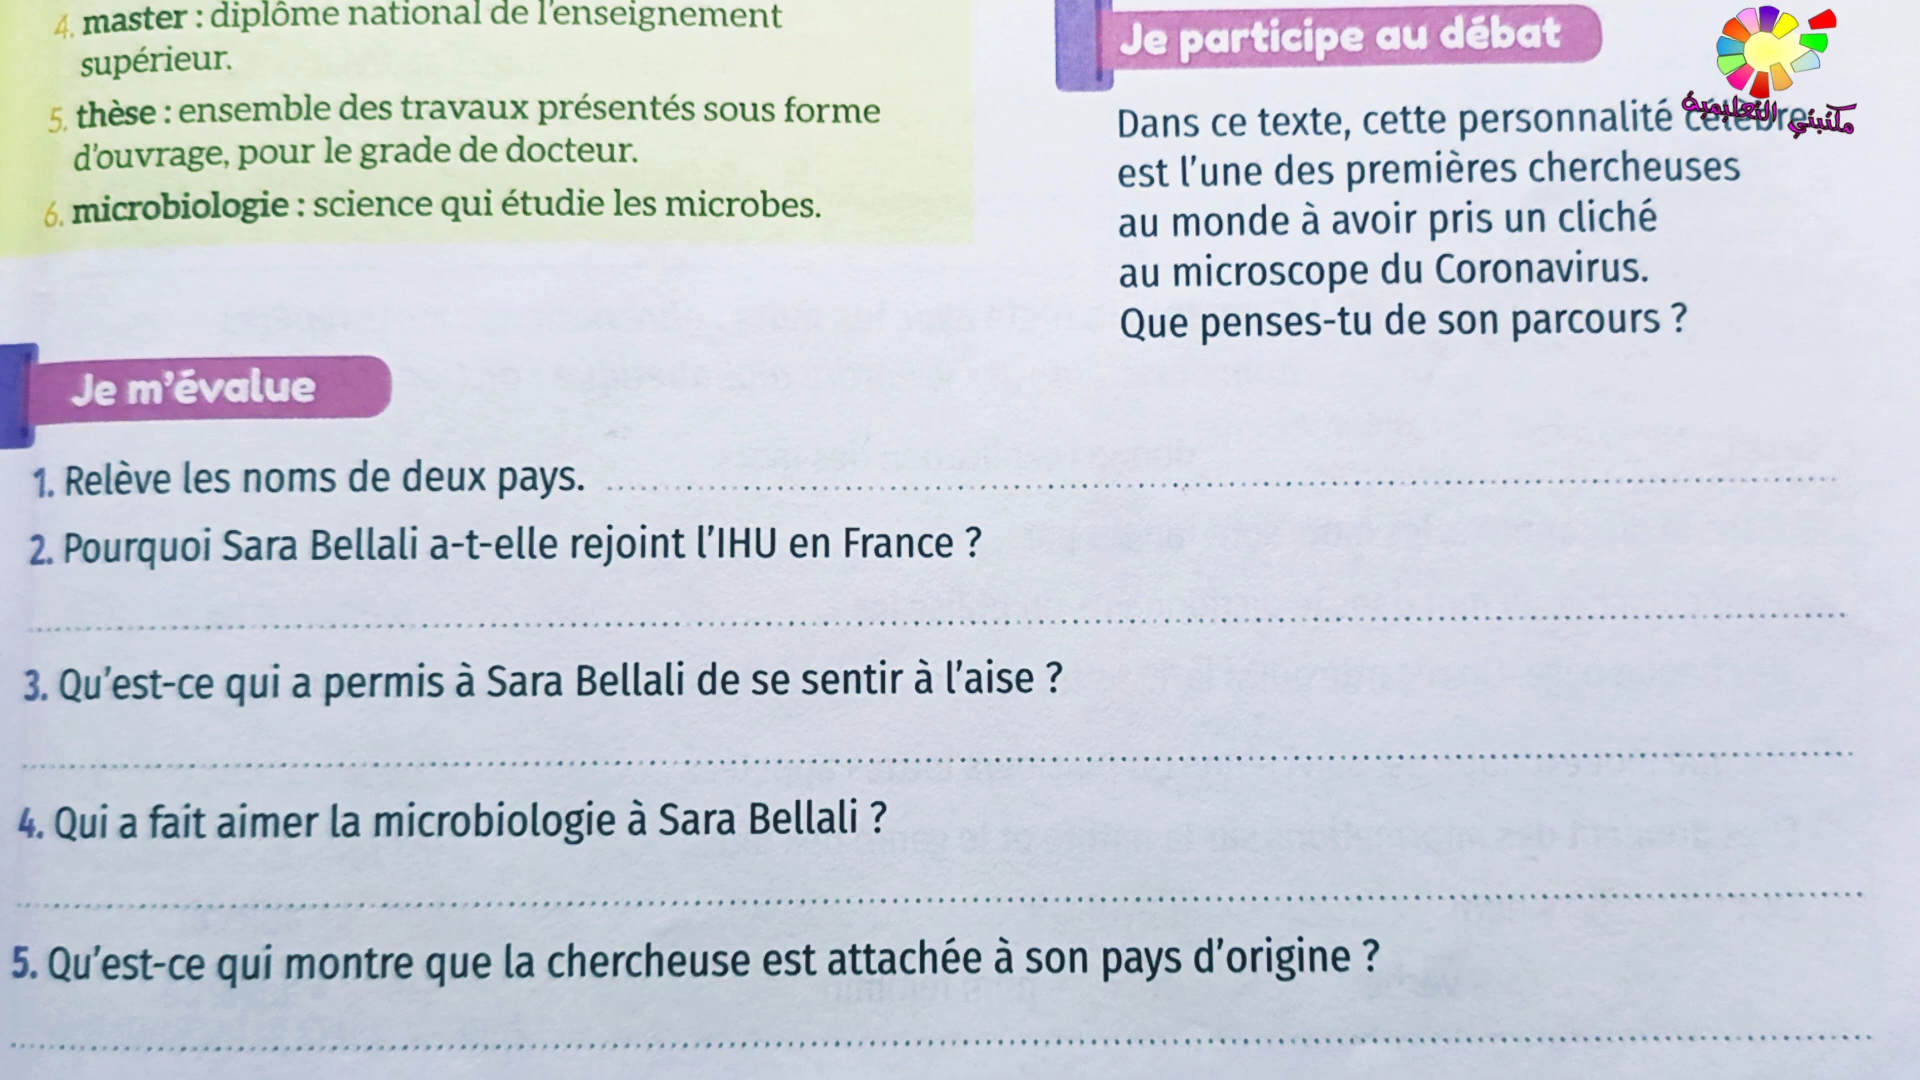 4. master : diplôme national de l'enseignement
supérieur.
5. thèse : ensemble des travaux présentés sous forme
d'ouvrage, pour le grade de docteur.
6. microbiologie : science qui étudie les microbes.
Je participe au débat
مكتبتي التعليمية
Dans ce texte, cette personnalité célèbre
est l'une des premières chercheuses
au monde à avoir pris un cliché
au microscope du Coronavirus.
Que penses-tu de son parcours ?
Je m'évalue
1. Relève les noms de deux pays. ........................
2. Pourquoi Sara Bellali a-t-elle rejoint l'IHU en France ?
3. Qu'est-ce qui a permis à Sara Bellali de se sentir à l'aise ?
4. Qui a fait aimer la microbiologie à Sara Bellali ?
5. Qu'est-ce qui montre que la chercheuse est attachée à son pays d'origine ?